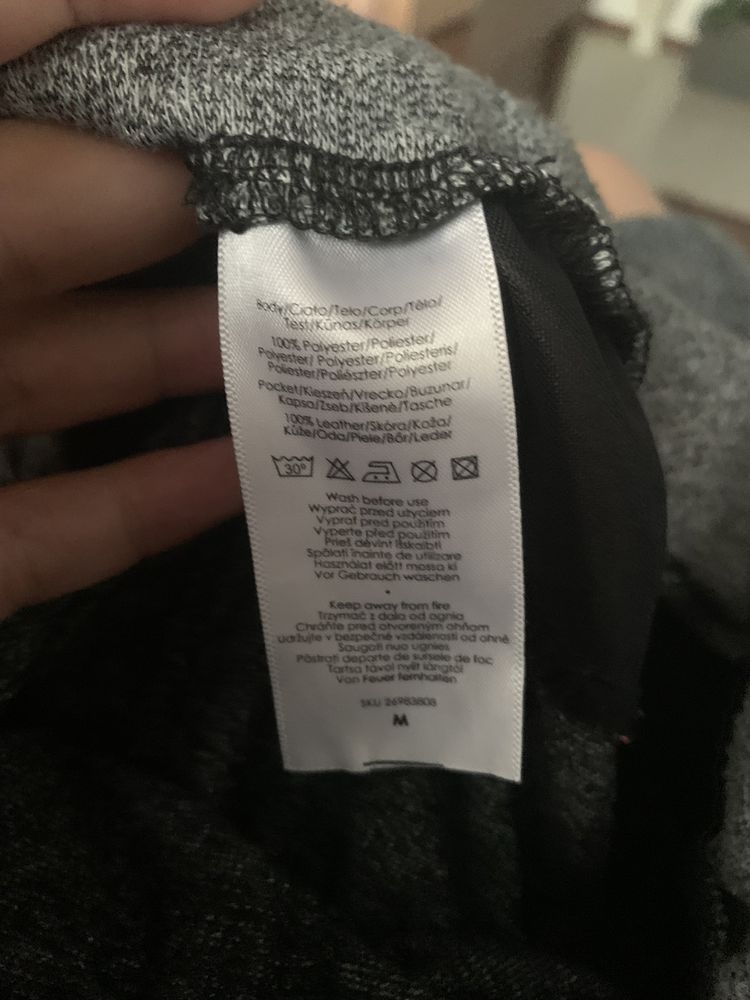 Body/Ciało/Telo/Corp/Tělo/
Test/Kūnas/Körper
100% Polyester/Poliester/
Polyester/ Polyester/Poliesteris/
Poliester/Poliészter/Polyester
Pocket/Kieszeń/Vrecko/Buzunar/
Kapsa/Zseb/Kišenė/Tasche
100% Leather/Skóra/Koža/
Kůže/Oda/Piele/Bőr/Leder
30°
Wash before use
Wyprać przed użyciem
Vyprať pred použitím
Vyperte před použitím
Prieš dėvint išskalbti
Spălati înainte de utilizare
Használat előtt mossa ki
Vor Gebrauch waschen
•
Keep away from fire
Trzymać z dala od ognia
Chráňte pred otvoreným ohňom
udržujte v bezpečné vzdálenosti od ohně
Saugoti nuo ugnies
Păstrati departe de sursele de foc
Tartsa távol nyílt lángtól
Von Feuer fernhalten
SKU 26983808
M